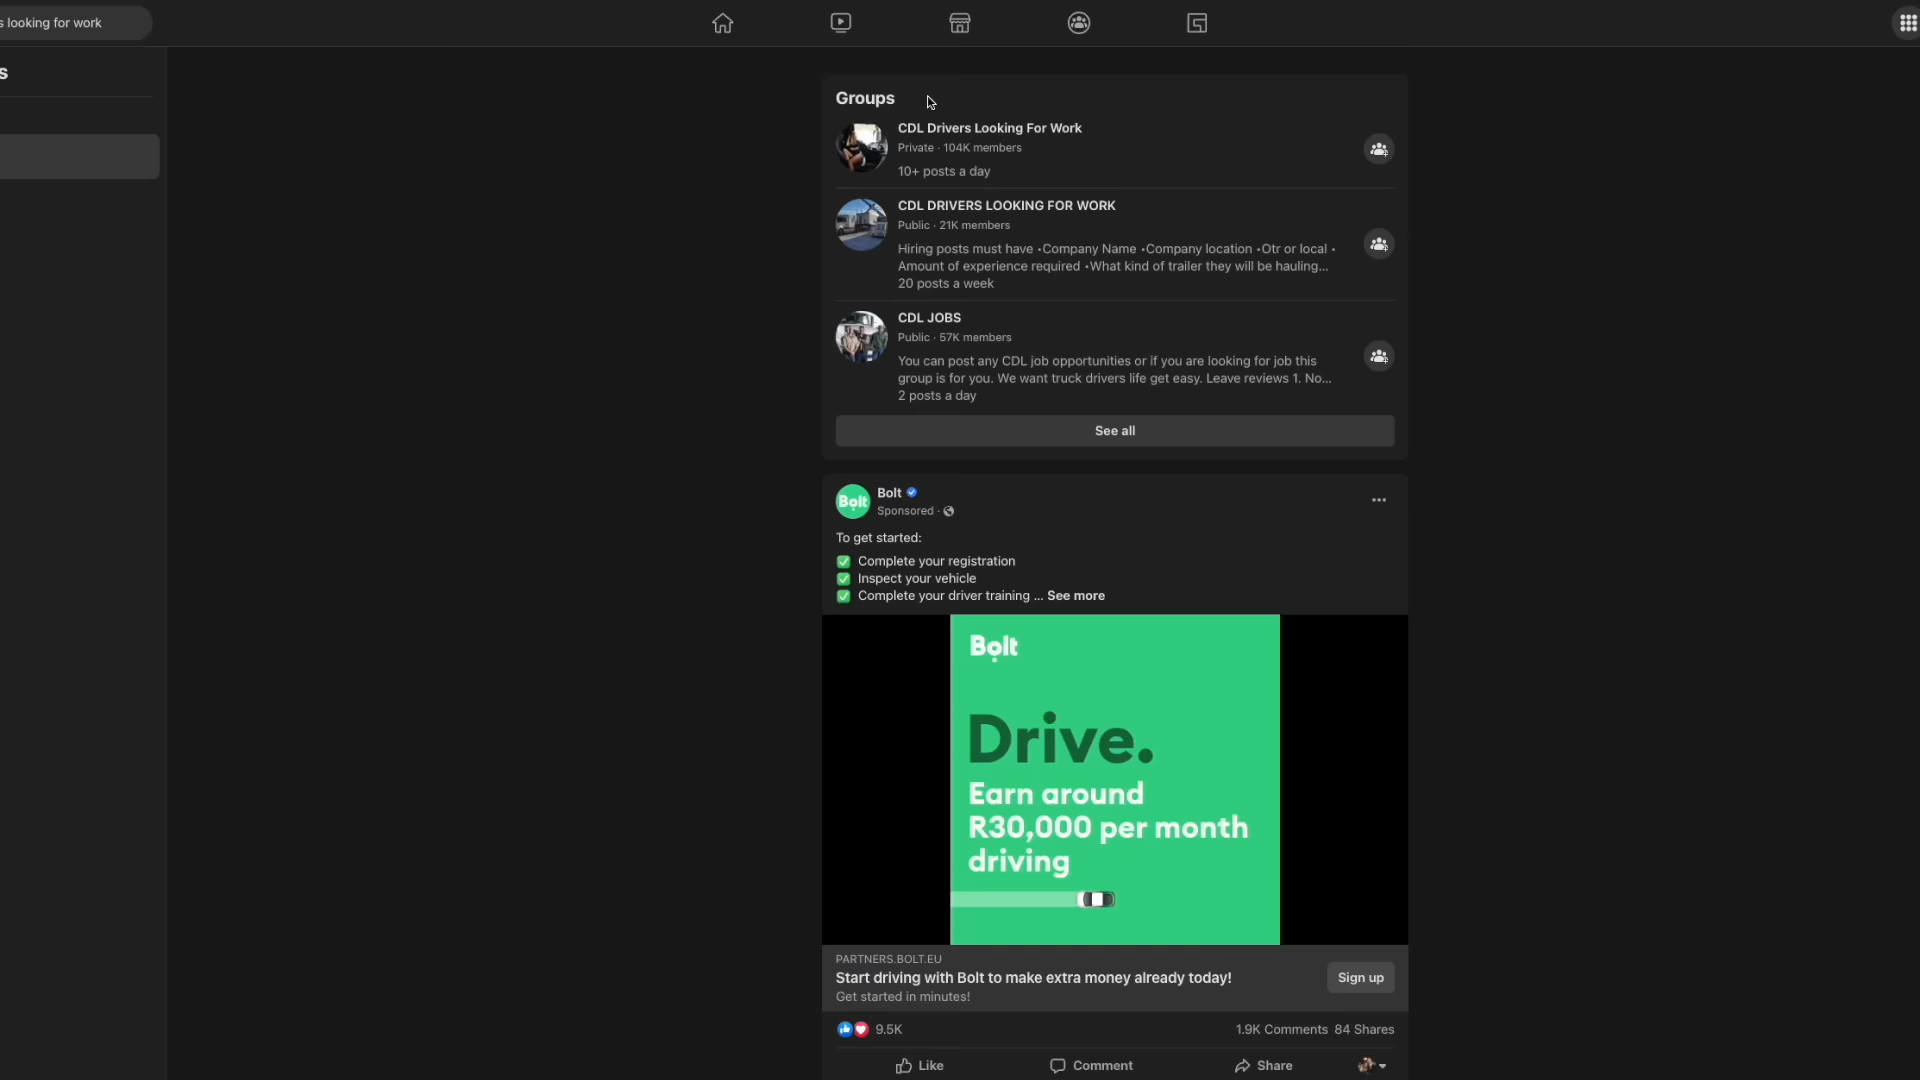 s looking for work
s
Groups
CDL Drivers Looking For Work
Private · 104K members
10+ posts a day
CDL DRIVERS LOOKING FOR WORK
Public · 21K members
Hiring posts must have •Company Name •Company location •Otr or local •
Amount of experience required •What kind of trailer they will be hauling...
20 posts a week
CDL JOBS
Public · 57K members
You can post any CDL job opportunities or if you are looking for job this
group is for you. We want truck drivers life get easy. Leave reviews 1. No...
2 posts a day
See all
Bolt
Bolt
Sponsored ·
To get started:
✅ Complete your registration
✅ Inspect your vehicle
✅ Complete your driver training ... See more
Bolt
Drive.
Earn around
R30,000 per month
driving
PARTNERS.BOLT.EU
Start driving with Bolt to make extra money already today!
Get started in minutes!
Sign up
9.5K
1.9K Comments 84 Shares
Like
Comment
Share